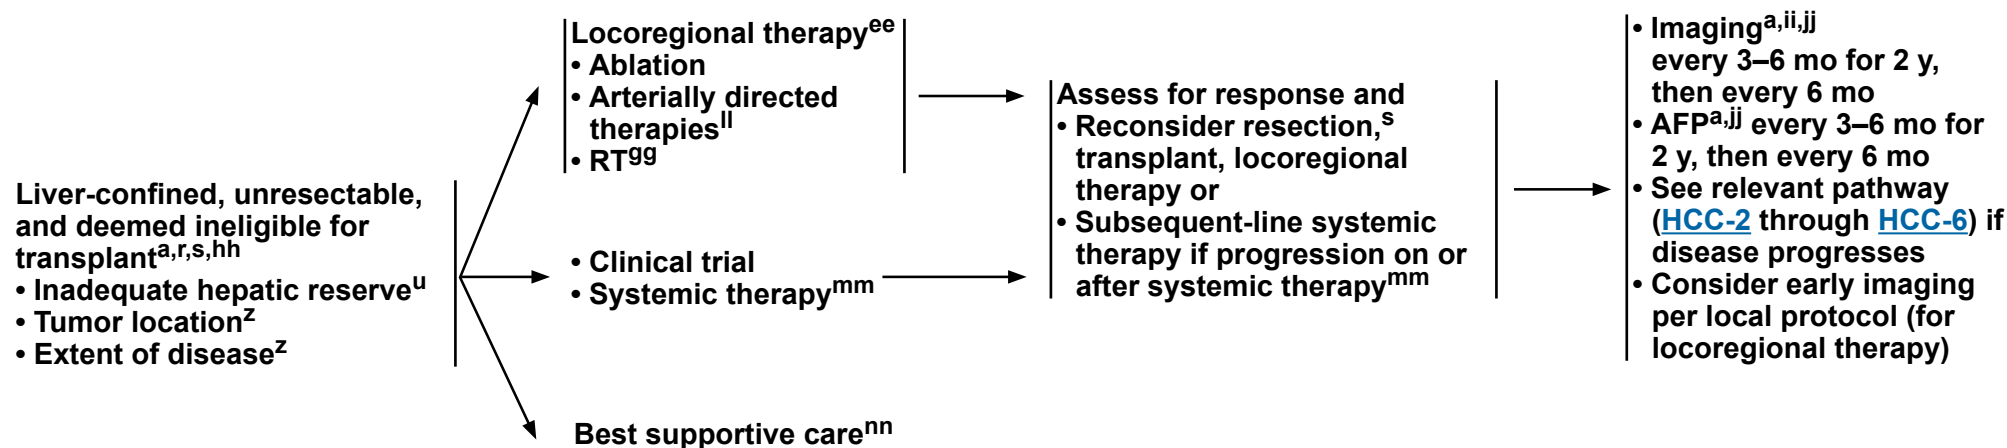 Liver-confined, unresectable,
and deemed ineligible for
transplanta,r,s,hh
• Inadequate hepatic reserveu
• Tumor locationz
• Extent of diseasez
Locoregional therapyee
• Ablation
• Arterially directed
therapiesll
• RTgg
• Clinical trial
• Systemic therapymm
Best supportive carenn
Assess for response and
• Reconsider resection,s
transplant, locoregional
therapy or
• Subsequent-line systemic
therapy if progression on or
after systemic therapymm
• Imaginga,ii,jj
every 3–6 mo for 2 y,
then every 6 mo
• AFPa,jj every 3–6 mo for
2 y, then every 6 mo
• See relevant pathway
(HCC-2 through HCC-6) if
disease progresses
• Consider early imaging
per local protocol (for
locoregional therapy)